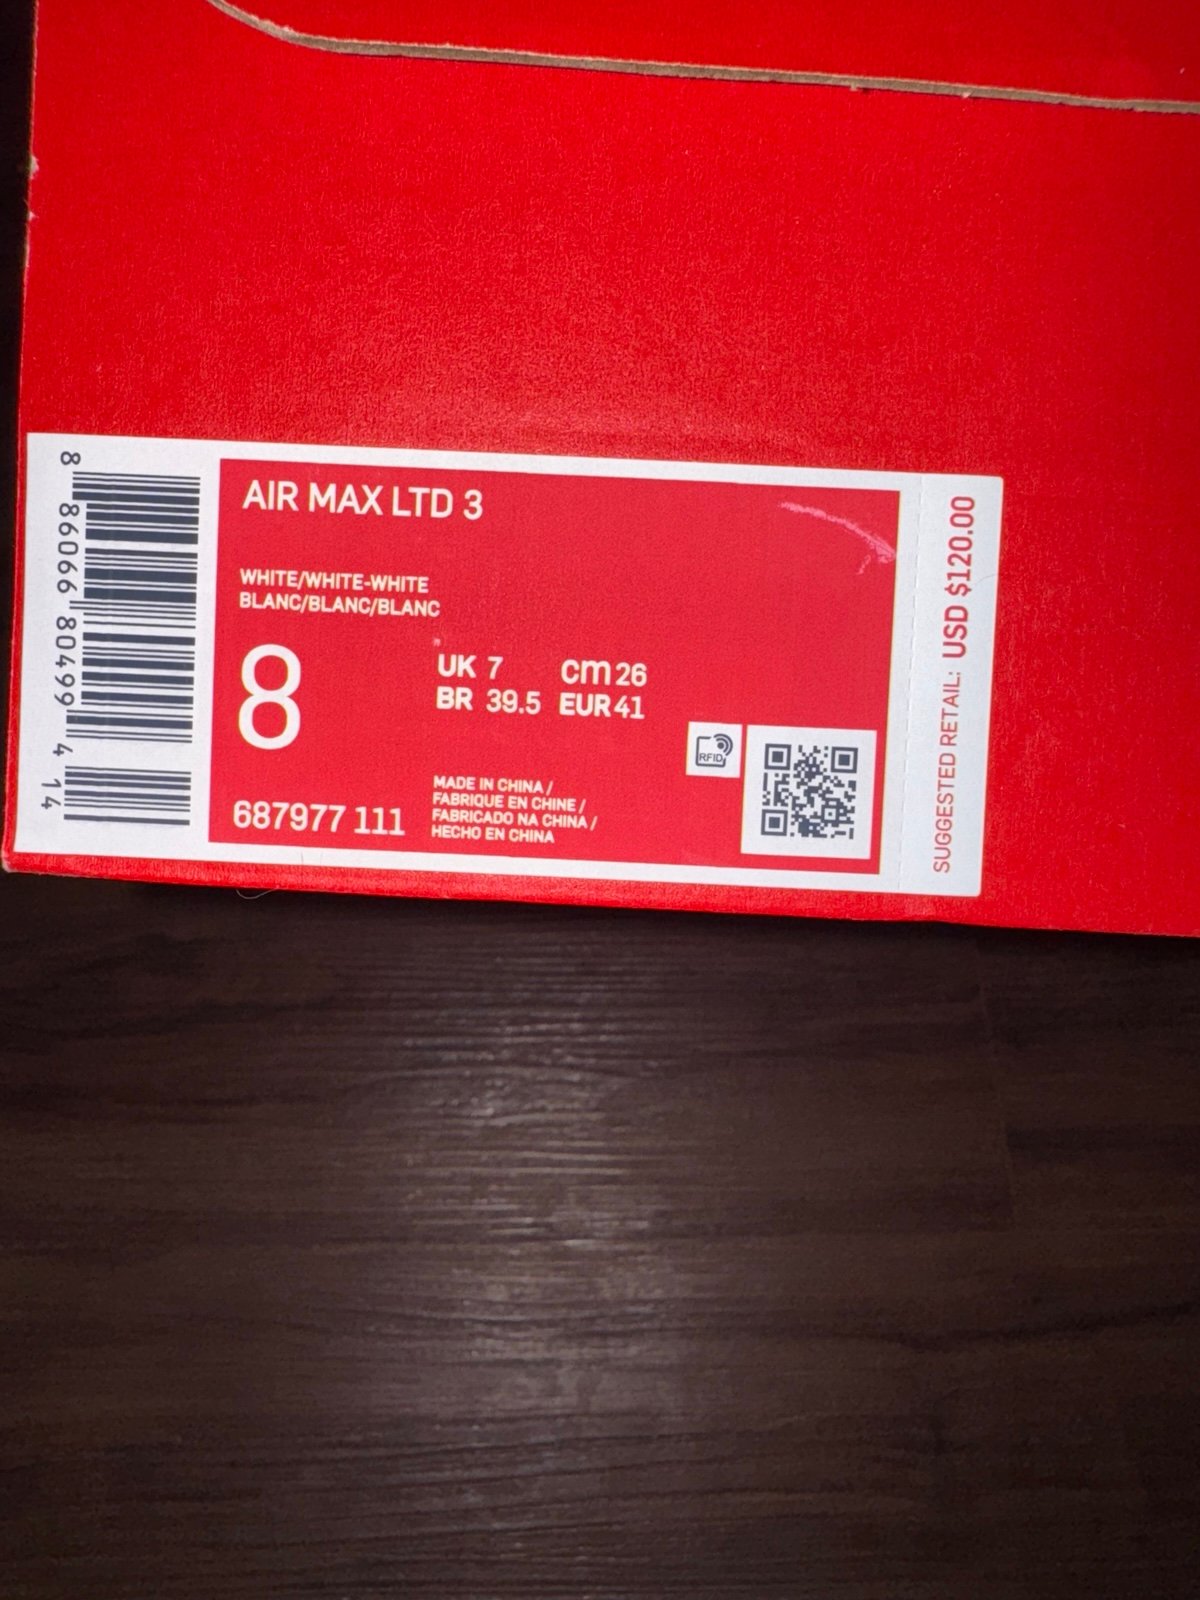 AIR MAX LTD 3
WHITE/WHITE-WHITE
BLANC/BLANC/BLANC
8
UK 7 cm 26
BR 39.5 EUR 41
687977 111
MADE IN CHINA /
FABRIQUE EN CHINE /
FABRICADO NA CHINA /
HECHO EN CHINA
RFID
SUGGESTED RETAIL: USD $120.00
8 86066 80499 4 14